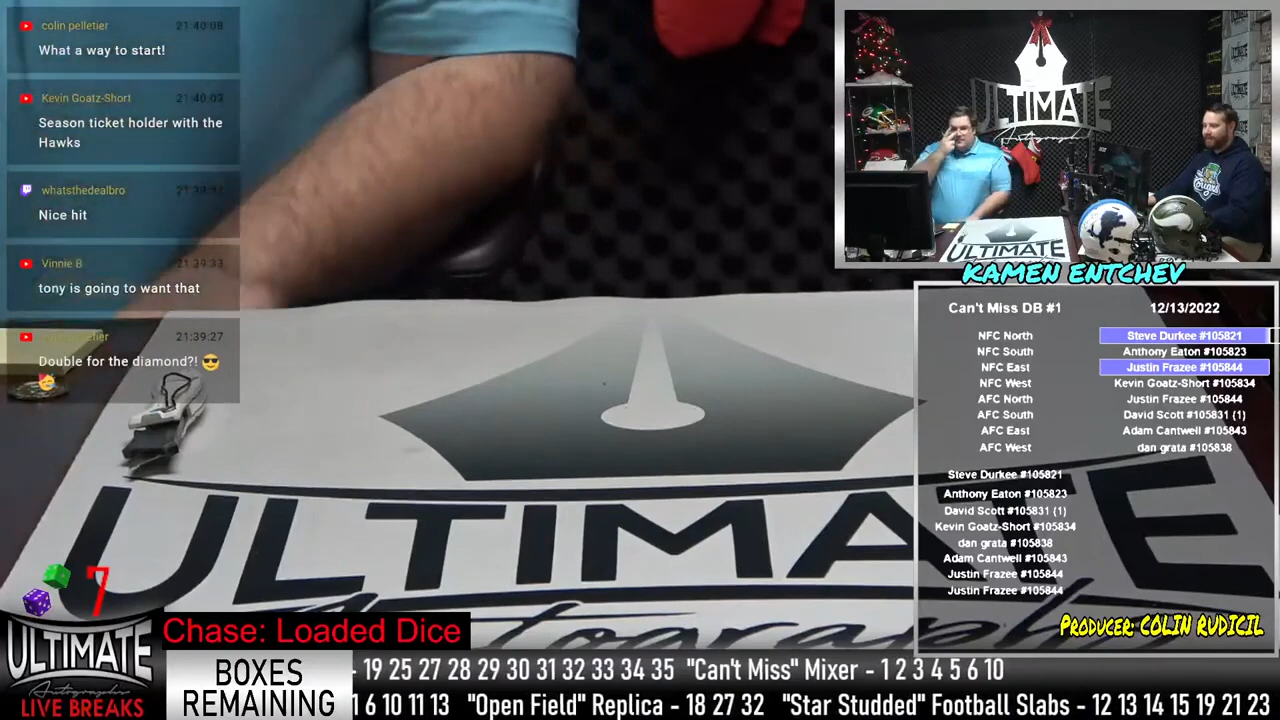 colin pelletier 21:40:08
What a way to start!
Kevin Goatz-Short 21:40:03
Season ticket holder with the
Hawks
whatsthedealbro
Nice hit
Vinnie B 21:39:33
tony is going to want that
21:39:27
Double for the diamond?! 😎
🥳
ULTIMATE
Autographs
ULTIMATE
KAMEN ENTCHEV
Can't Miss DB #1 12/13/2022
NFC North Steve Durkee #105821
NFC South Anthony Eaton #105823
NFC East Justin Frazee #105844
NFC West Kevin Goatz-Short #105834
AFC North Justin Frazee #105844
AFC South David Scott #105831 (1)
AFC East Adam Cantwell #105843
AFC West dan grata #105838
Steve Durkee #105821
Anthony Eaton #105823
David Scott #105831 (1)
Kevin Goatz-Short #105834
dan grata #105838
Adam Cantwell #105843
Justin Frazee #105844
Justin Frazee #105844
PRODUCER: COLIN RUDICIL
ULTIMATE
Autographs
7
ULTIMATE
Autographs
LIVE BREAKS
Chase: Loaded Dice
BOXES
REMAINING
- 19 25 27 28 29 30 31 32 33 34 35 "Can't Miss" Mixer - 1 2 3 4 5 6 10
1 6 10 11 13 "Open Field" Replica - 18 27 32 "Star Studded" Football Slabs - 12 13 14 15 19 21 23